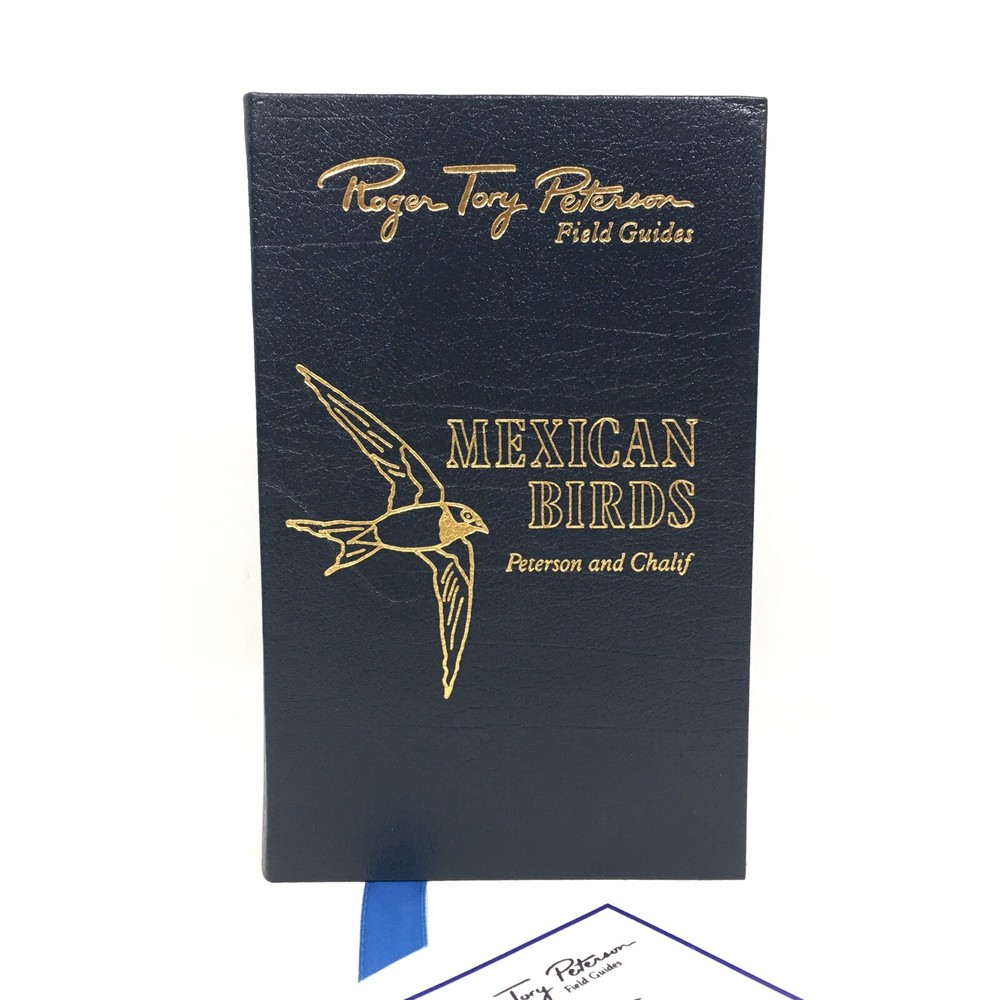 Roger Tory Peterson
Field Guides
MEXICAN
BIRDS
Peterson and Chalif
Tory Peterson
Field Guides